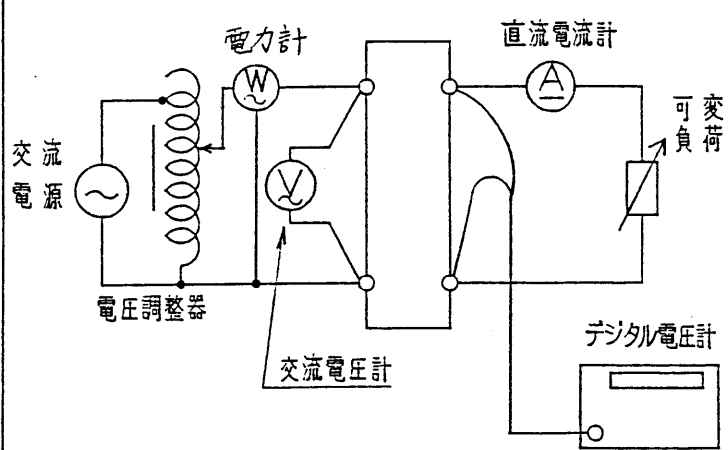 電力計
直流電流計
W
A
可変
負荷
交流
電源
V
電圧調整器
交流電圧計
デジタル電圧計